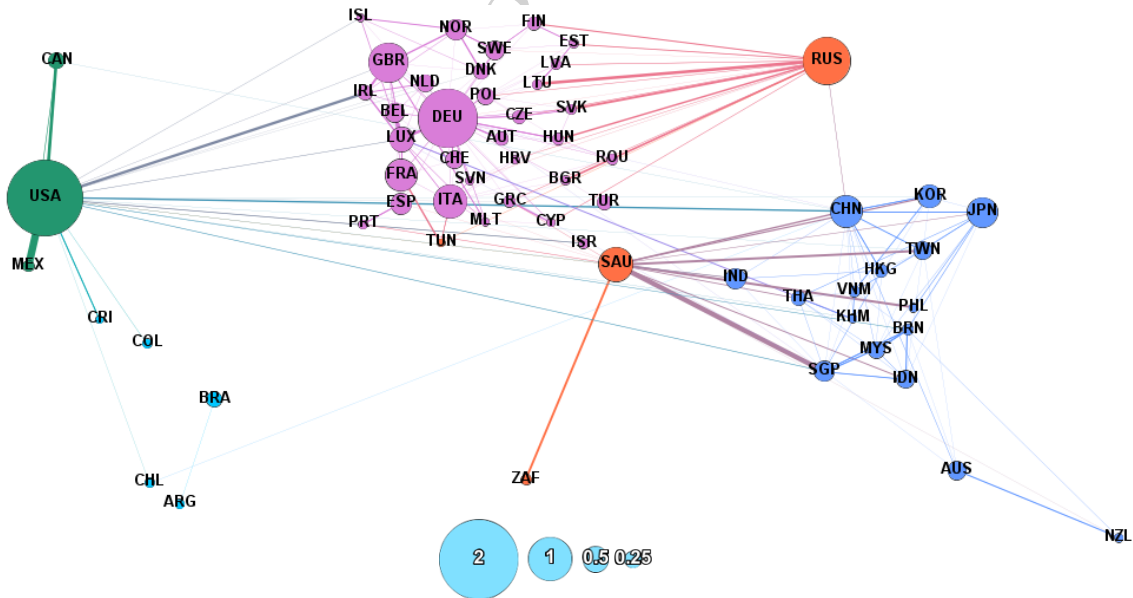 ISL
NOR
FIN
SWE
EST
CAN
GBR
DNK
LVA
RUS
IRL
NLD
POL
LTU
BEL
DEU
CZE
SVK
LUX
AUT
HUN
CHE
HRV
ROU
FRA
SVN
BGR
USA
ESP
ITA
GRC
TUR
CHN
KOR
JPN
PRT
MLT
CYP
TUN
ISR
TWN
MEX
SAU
IND
HKG
THA
VNM
PHL
CRI
KHM
BRN
COL
MYS
SGP
IDN
BRA
CHL
ZAF
AUS
ARG
NZL
2
1
0.5
0.25